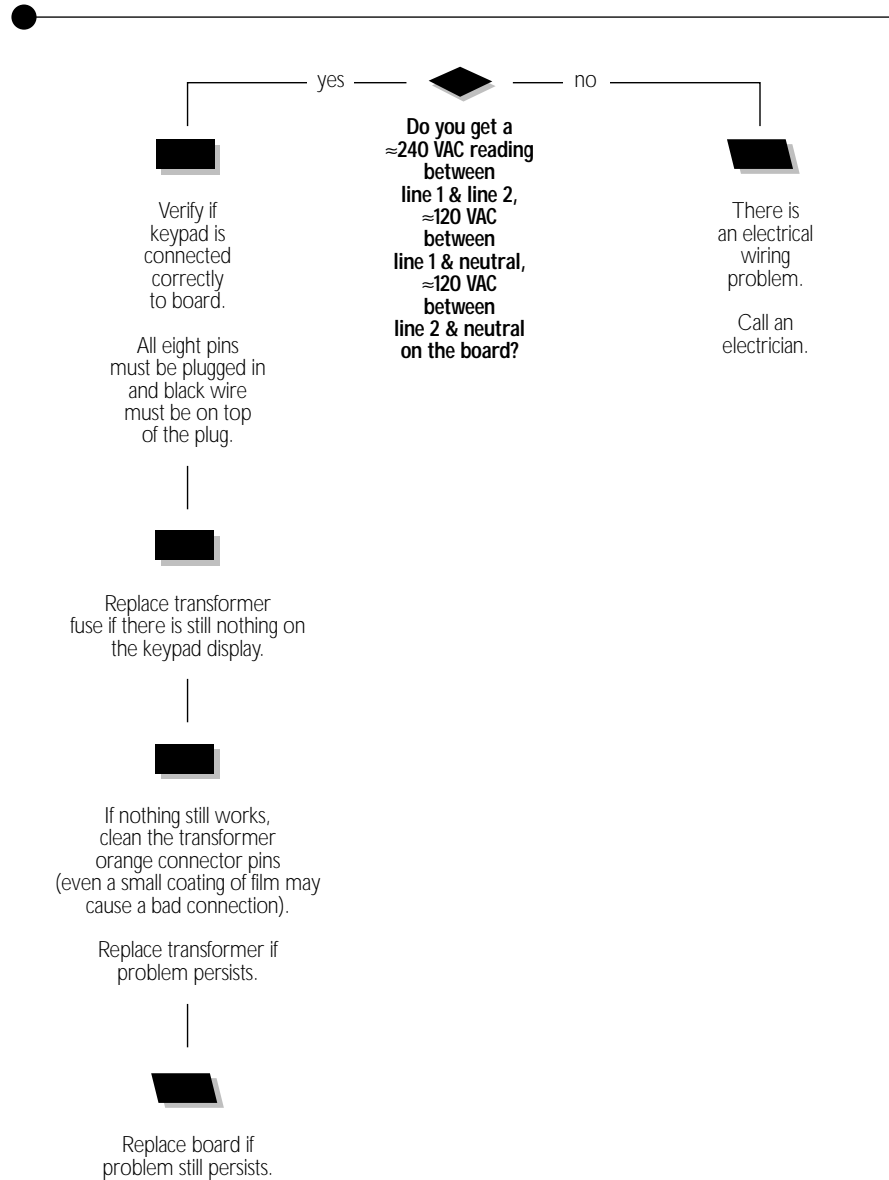 yes
no
Do you get a
≈240 VAC reading
between
line 1 & line 2,
≈120 VAC
between
line 1 & neutral,
≈120 VAC
between
line 2 & neutral
on the board?
Verify if
keypad is
connected
correctly
to board.
All eight pins
must be plugged in
and black wire
must be on top
of the plug.
There is
an electrical
wiring
problem.
Call an
electrician.
Replace transformer
fuse if there is still nothing on
the keypad display.
If nothing still works,
clean the transformer
orange connector pins
(even a small coating of film may
cause a bad connection).
Replace transformer if
problem persists.
Replace board if
problem still persists.